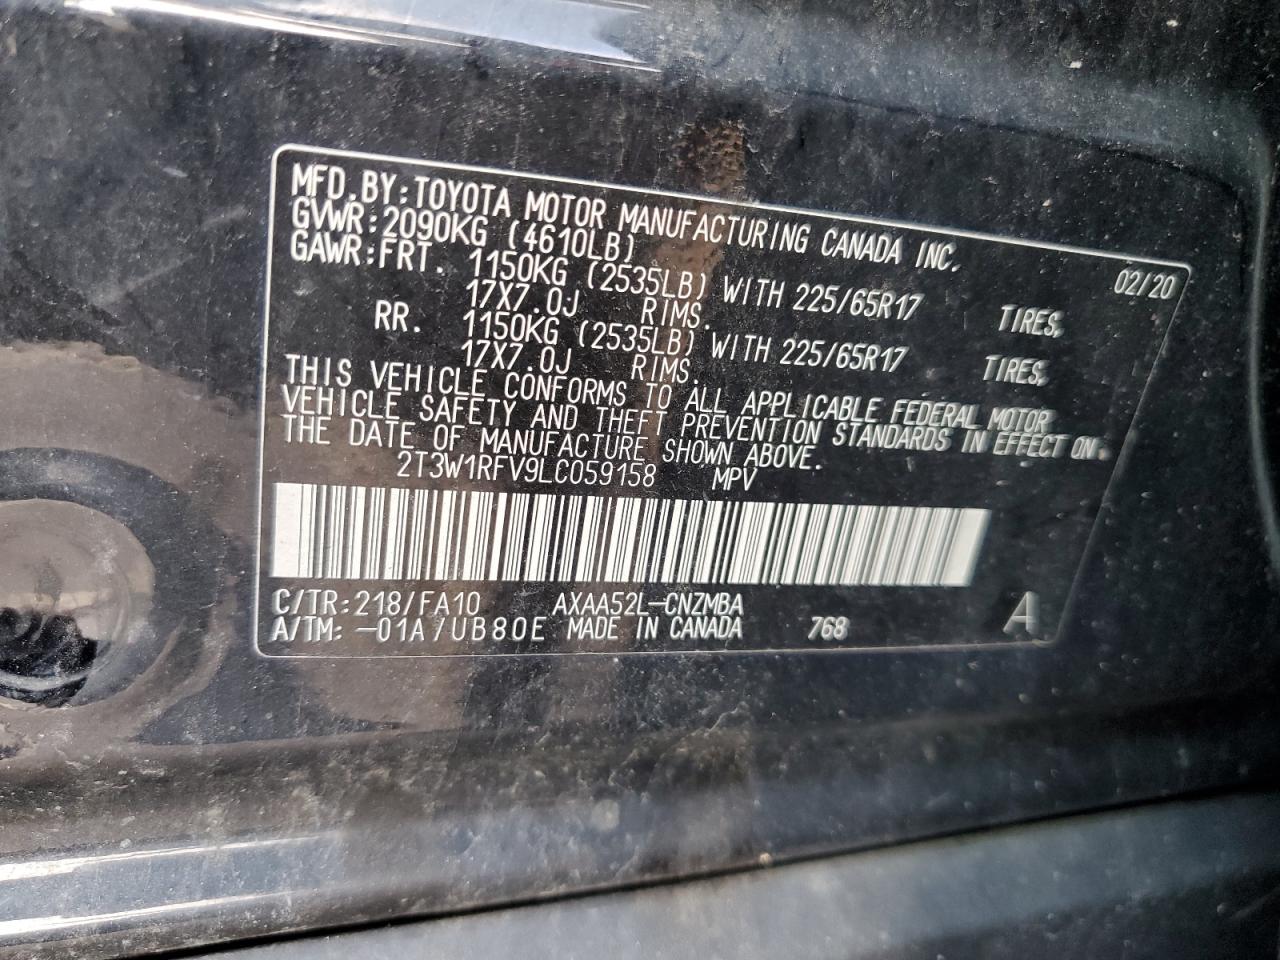 MFD.BY:TOYOTA MOTOR MANUFACTURING CANADA INC. 02/20
GVWR:2090KG (4610LB)
GAWR:FRT. 1150KG (2535LB) WITH 225/65R17 TIRES,
17X7.0J RIMS.
RR. 1150KG (2535LB) WITH 225/65R17 TIRES,
17X7.0J RIMS.
THIS VEHICLE CONFORMS TO ALL APPLICABLE FEDERAL MOTOR
VEHICLE SAFETY AND THEFT PREVENTION STANDARDS IN EFFECT ON
THE DATE OF MANUFACTURE SHOWN ABOVE.
2T3W1RFV9LC059158 MPV
C/TR:218/FA10 AXAA52L-CNZMBA
A/TM:-01A/UB80E MADE IN CANADA 768 A